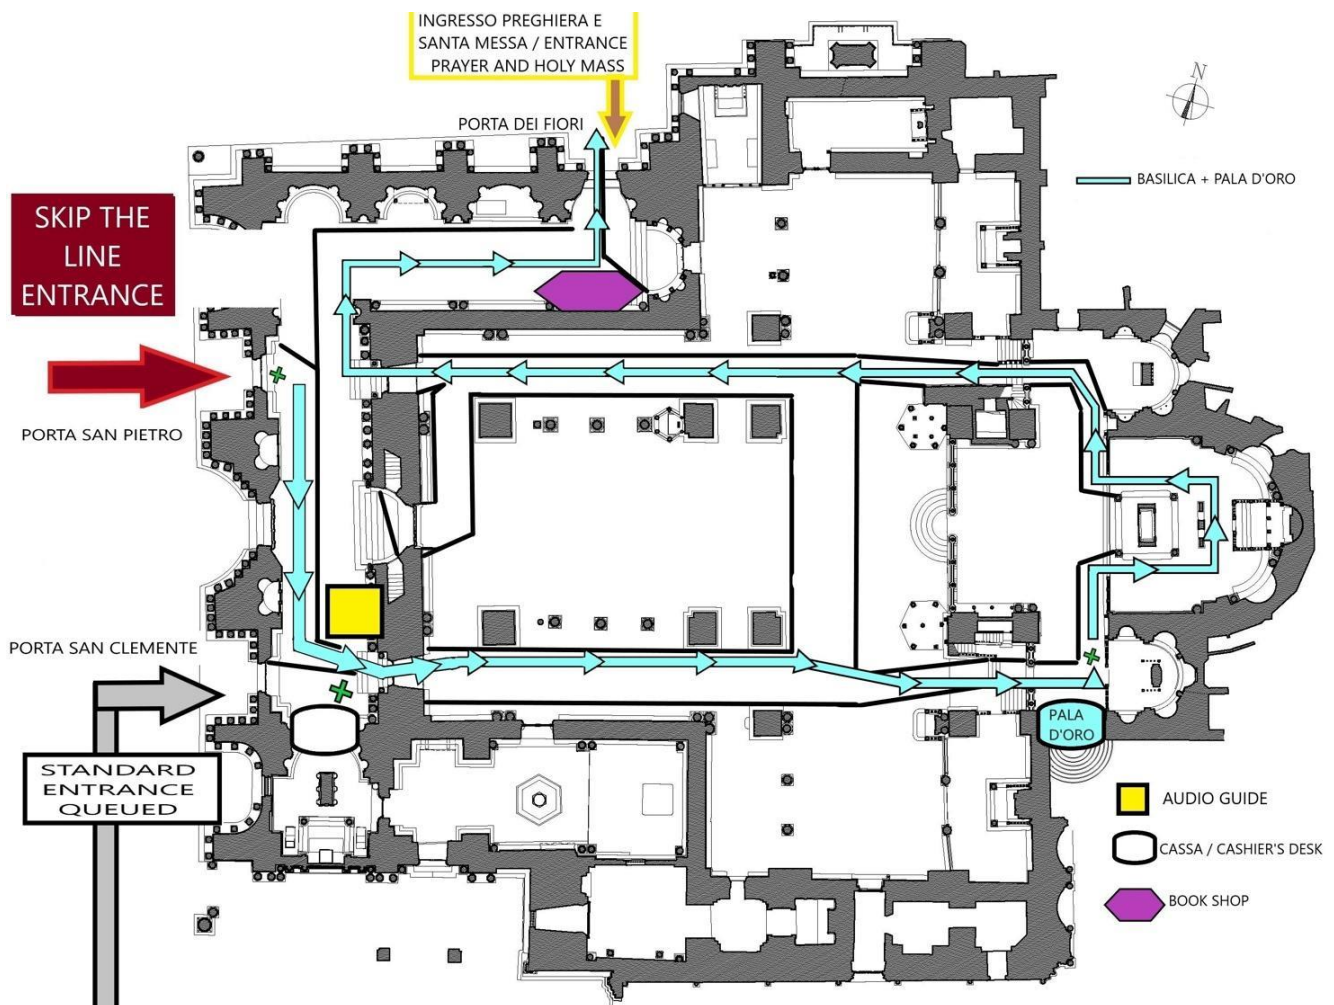 INGRESSO PREGHIERA E
SANTA MESSA / ENTRANCE
PRAYER AND HOLY MASS
N
PORTA DEI FIORI
BASILICA + PALA D'ORO
SKIP THE
LINE
ENTRANCE
PORTA SAN PIETRO
PORTA SAN CLEMENTE
PALA
D'ORO
STANDARD
ENTRANCE
QUEUED
AUDIO GUIDE
CASSA / CASHIER'S DESK
BOOK SHOP